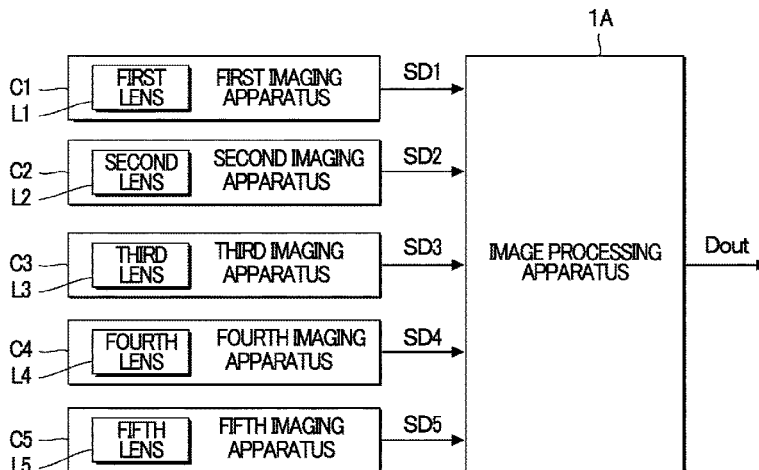 1A
C1
L1
FIRST
LENS
FIRST IMAGING
APPARATUS
SD1
C2
L2
SECOND
LENS
SECOND IMAGING
APPARATUS
SD2
C3
L3
THIRD
LENS
THIRD IMAGING
APPARATUS
SD3
IMAGE PROCESSING
APPARATUS
Dout
C4
L4
FOURTH
LENS
FOURTH IMAGING
APPARATUS
SD4
C5
L5
FIFTH
LENS
FIFTH IMAGING
APPARATUS
SD5